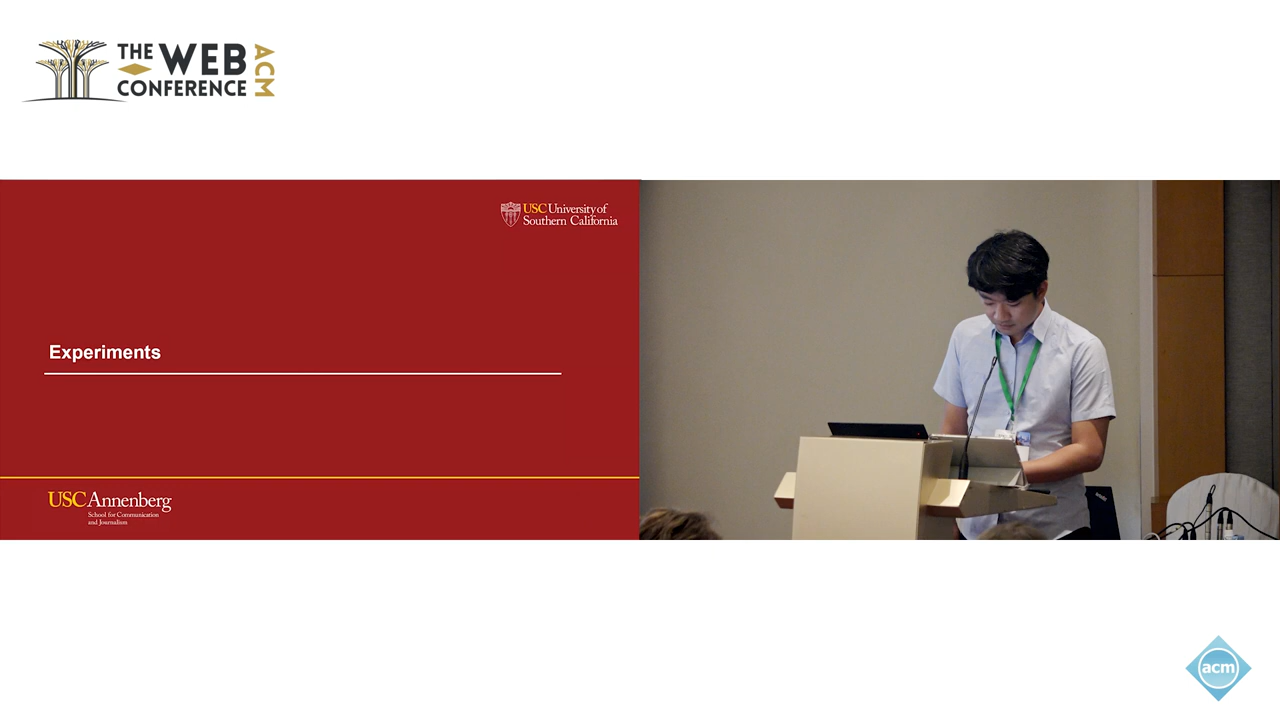 THE WEB
CONFERENCE
ACM
USC University of
Southern California
Experiments
USC Annenberg
School for Communication
and Journalism
acm